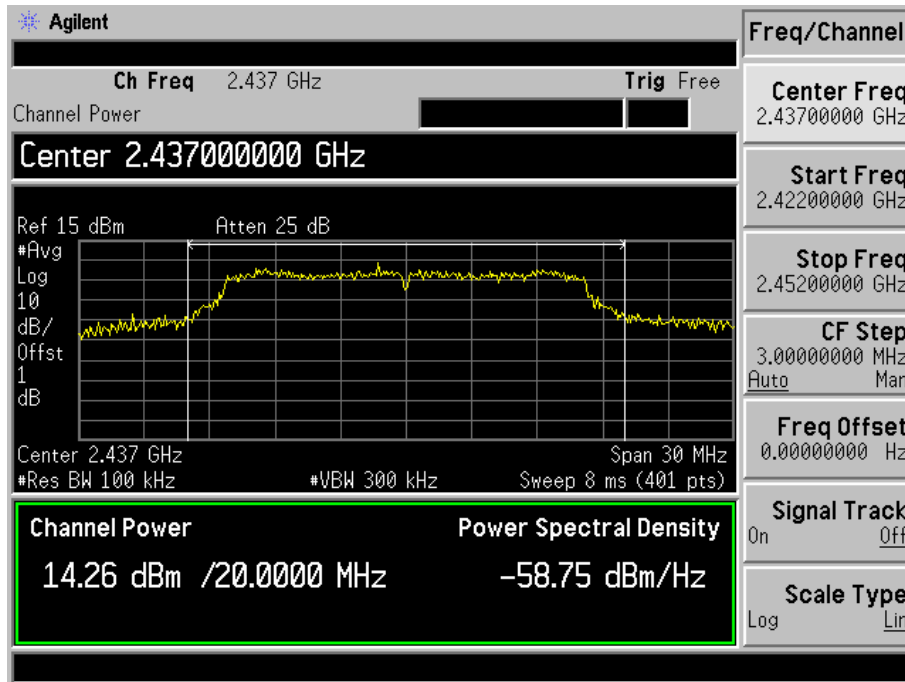 Agilent
Freq/Channel
Ch Freq 2.437 GHz Trig Free
Channel Power
Center 2.437000000 GHz
Ref 15 dBm Atten 25 dB
#Avg
Log
10
dB/
Offst
1
dB
Center 2.437 GHz Span 30 MHz
#Res BW 100 kHz #VBW 300 kHz Sweep 8 ms (401 pts)
Channel Power Power Spectral Density
14.26 dBm /20.0000 MHz -58.75 dBm/Hz
Center Freq
2.43700000 GHz
Start Freq
2.42200000 GHz
Stop Freq
2.45200000 GHz
CF Step
3.00000000 MHz
Auto Man
Freq Offset
0.00000000 Hz
Signal Track
On Off
Scale Type
Log Lin